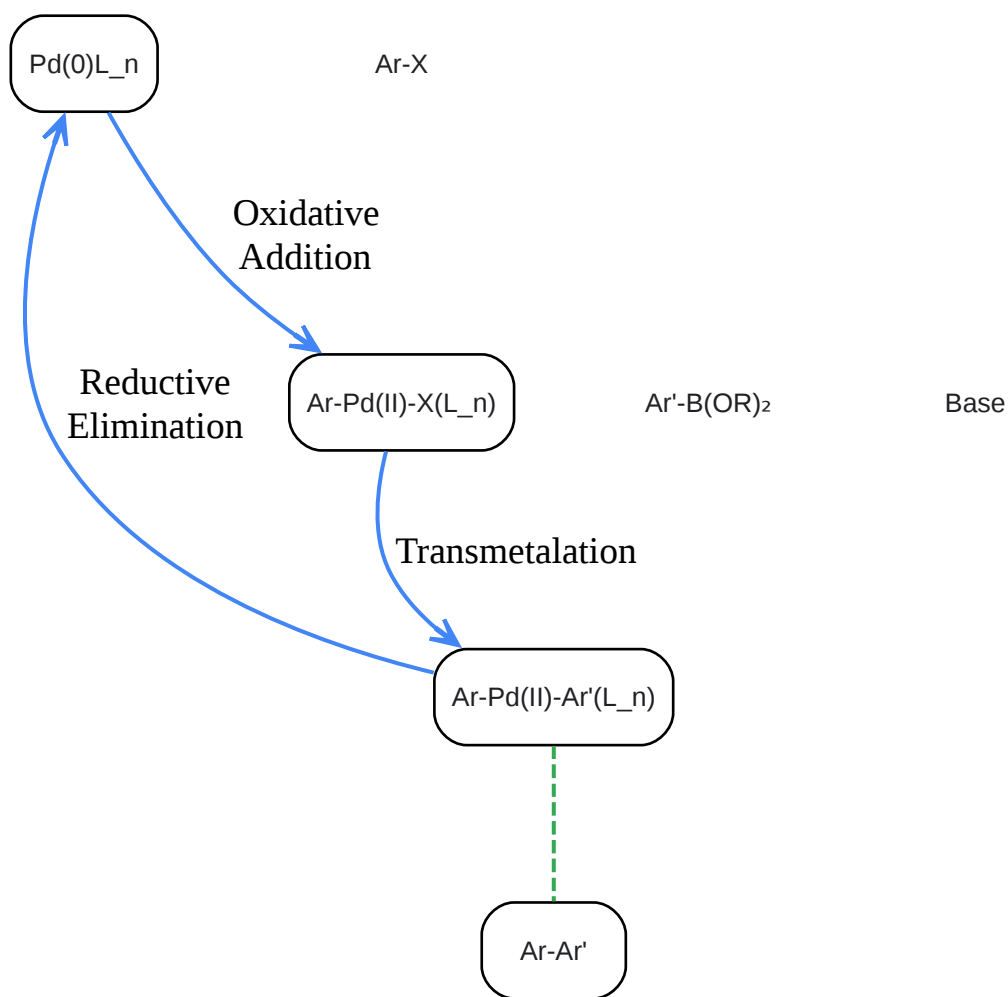 Pd(0)L_n
Ar-X
Oxidative
Addition
Reductive
Elimination
Ar-Pd(II)-X(L_n)
Ar'-B(OR)₂
Base
Transmetalation
Ar-Pd(II)-Ar'(L_n)
Ar-Ar'